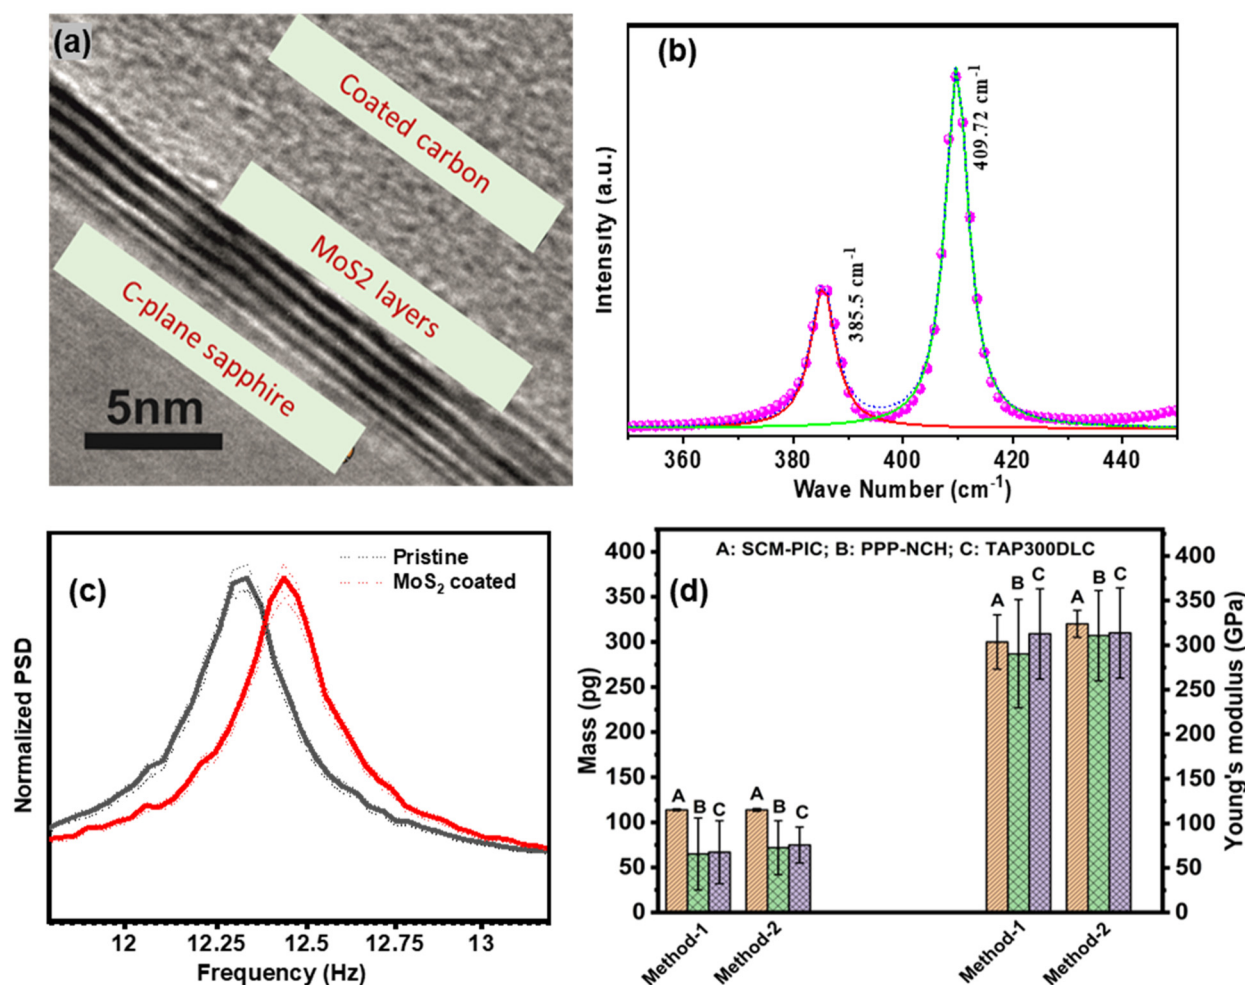 (a)
Coated carbon
MoS2 layers
C-plane sapphire
5nm
(b)
409.72 cm⁻¹
385.5 cm⁻¹
Intensity (a.u.)
360 380 400 420 440
Wave Number (cm⁻¹)
(c)
Pristine
MoS₂ coated
Normalized PSD
12 12.25 12.5 12.75 13
Frequency (Hz)
(d)
A: SCM-PIC; B: PPP-NCH; C: TAP300DLC
400
350
300
250
200
150
100
50
0
Mass (pg)
A B C A B C
A B C A B C
400
350
300
250
200
150
100
50
0
Young's modulus (GPa)
Method-1 Method-2 Method-1 Method-2